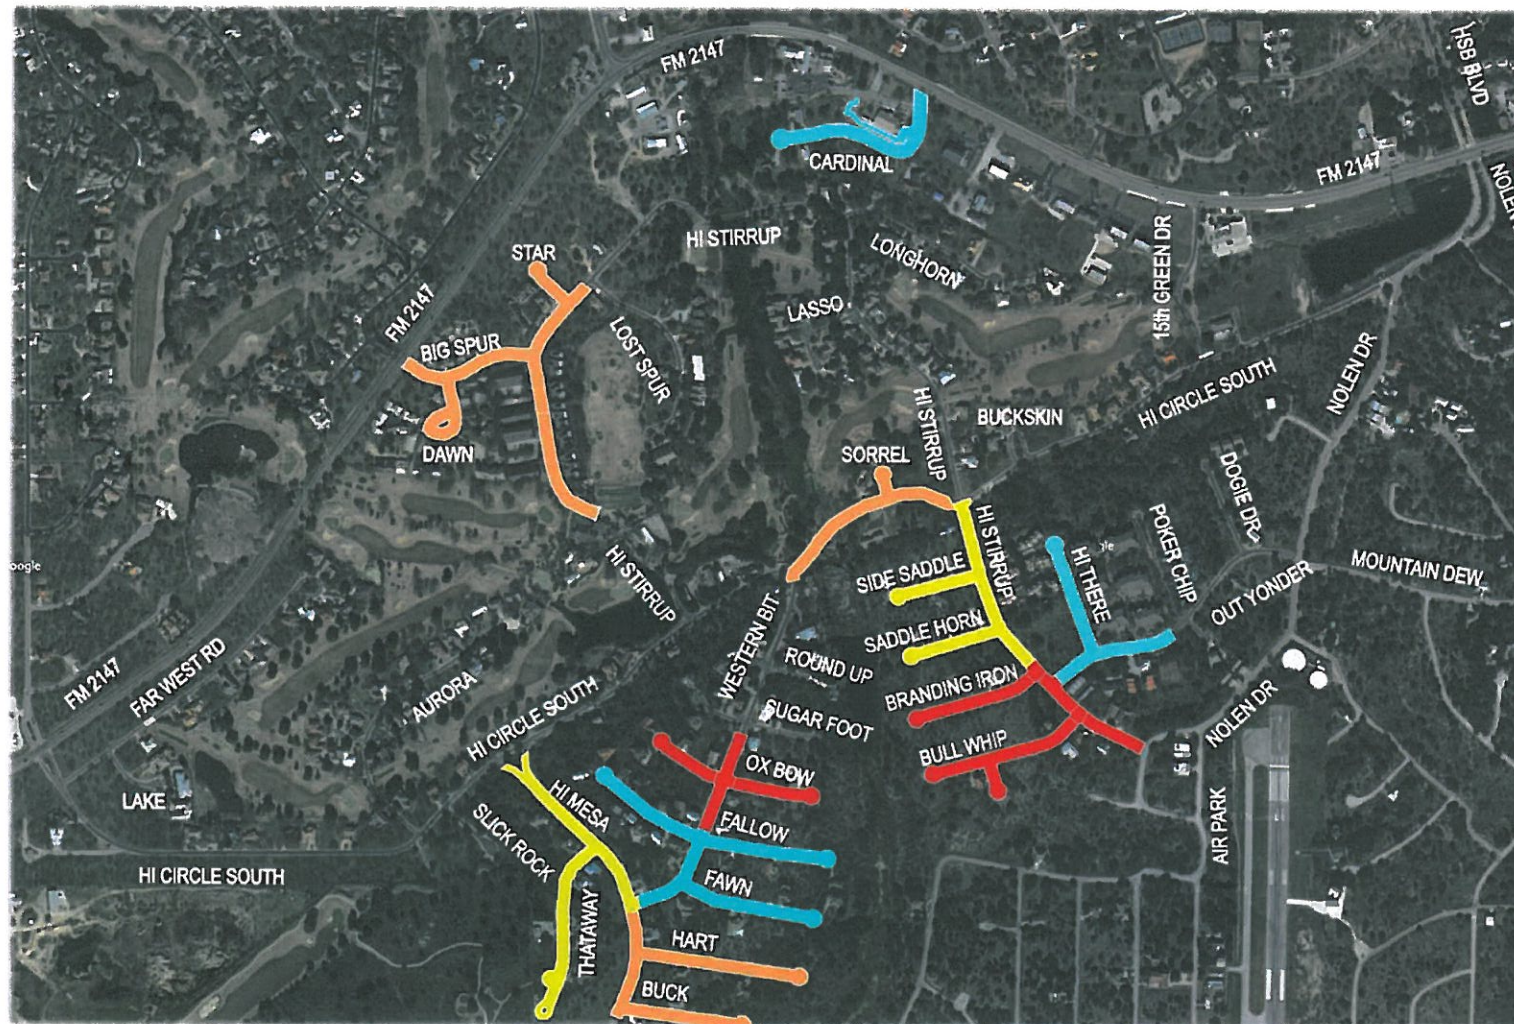 FM 2147
HSB BLVD
CARDINAL
FM 2147
NOLEN
HI STIRRUP
STAR
LONGHORN
15th GREEN DR
LASSO
FM 2147
BIG SPUR
LOST SPUR
NOLEN DR
HI CIRCLE SOUTH
HI STIRRUP
BUCKSKIN
DAWN
SORREL
DOGIE DR
POKER CHIP
HI STIRRUP
HI STIRRUP
HI THERE
gle
oogle
SIDE SADDLE
MOUNTAIN DEW
OUT YONDER
WESTERN BIT
SADDLE HORN
ROUND UP
FM 2147
FAR WEST RD
AURORA
BRANDING IRON
NOLEN DR
HI CIRCLE SOUTH
SUGAR FOOT
BULL WHIP
OX BOW
LAKE
HI MESA
SLICK ROCK
FALLOW
AIR PARK
HI CIRCLE SOUTH
FAWN
THATAWAY
HART
BUCK